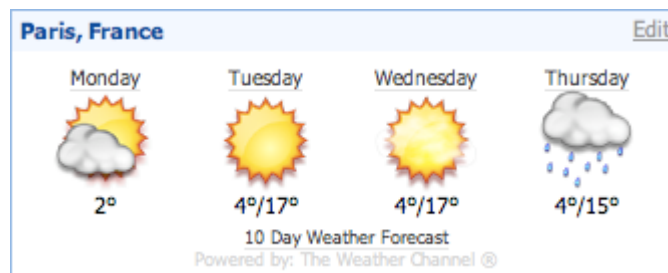 Paris, France Edit
Monday Tuesday Wednesday Thursday
2° 4°/17° 4°/17° 4°/15°
10 Day Weather Forecast
Powered by: The Weather Channel ®